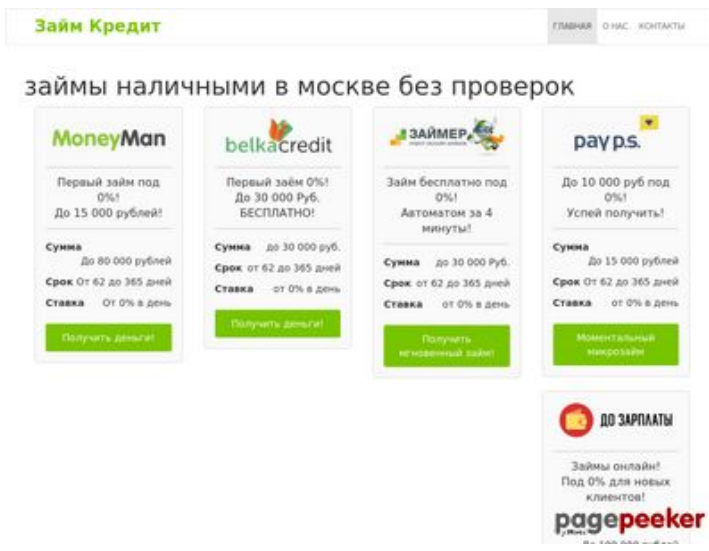 Займ Кредит
ГЛАВНАЯ О НАС КОНТАКТЫ
займы наличными в москве без проверок
MoneyMan
Первый займ под
0%!
До 15 000 рублей!
Сумма
До 80 000 рублей
Срок От 62 до 365 дней
Ставка От 0% в день
Получить деньги!
belkacredit
Первый заём 0%!
До 30 000 Руб.
БЕСПЛАТНО!
Сумма до 30 000 руб.
Срок от 62 до 365 дней
Ставка от 0% в день
Получить деньги!
ЗАЙМЕР
Займ бесплатно под
0%!
Автоматом за 4
минуты!
Сумма до 30 000 Руб.
Срок от 62 до 365 дней
Ставка от 0% в день
Получить
мгновенный займ!
pay p.s.
До 10 000 руб под
0%!
Успей получить!
Сумма
До 15 000 рублей
Срок От 62 до 365 дней
Ставка от 0% в день
Моментальный
микрозайм
ДО ЗАРПЛАТЫ
Займы онлайн!
Под 0% для новых
клиентов!
pagepeeker
До 100 000 рублей